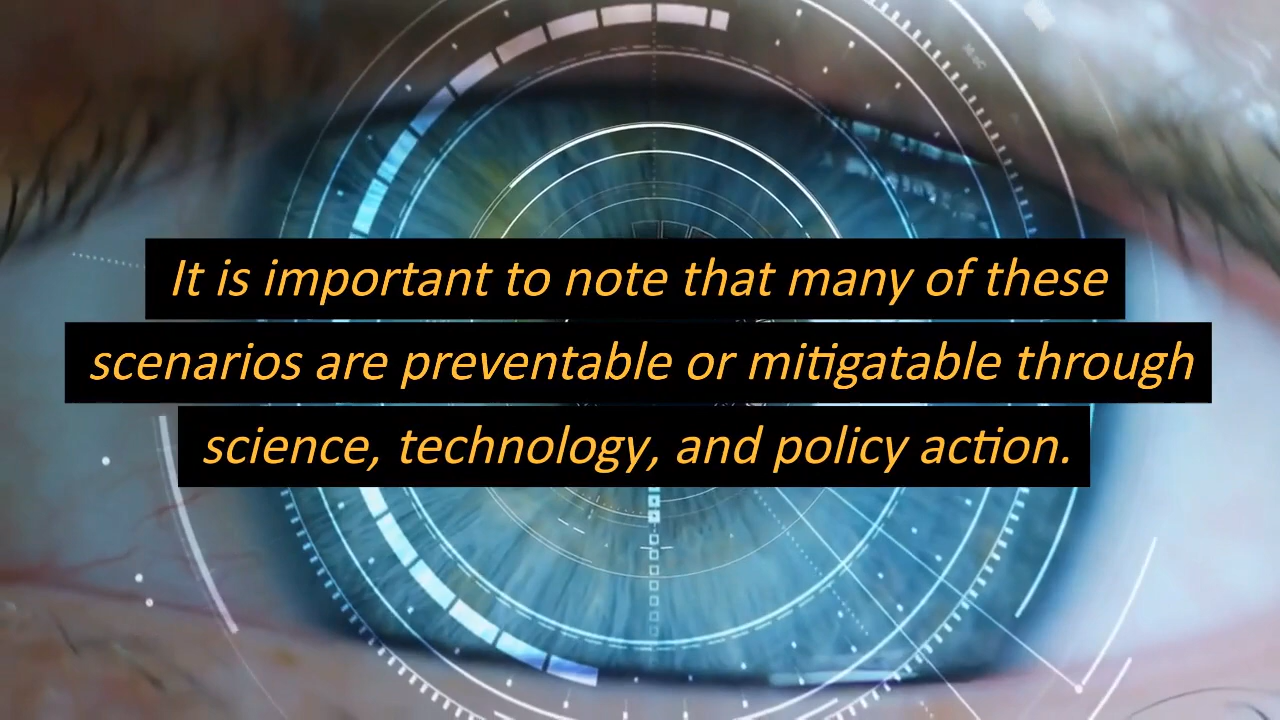 It is important to note that many of these
scenarios are preventable or mitigatable through
science, technology, and policy action.